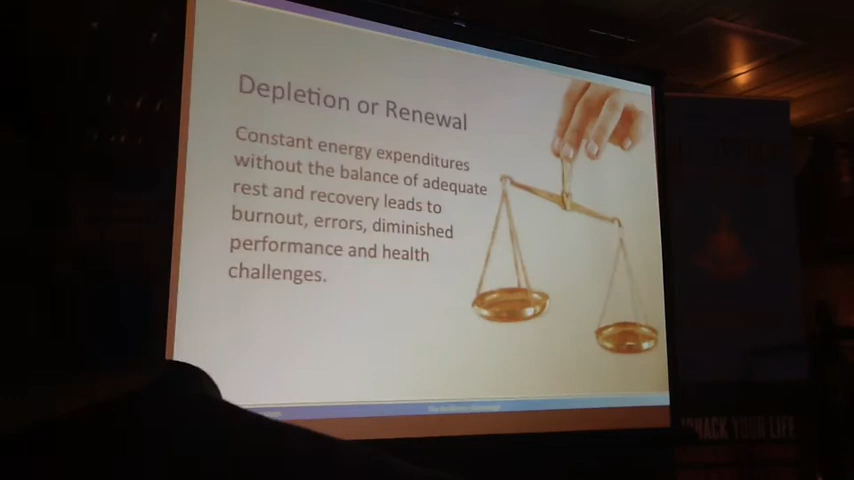 Depletion or Renewal
Constant energy expenditures
without the balance of adequate
rest and recovery leads to
burnout, errors, diminished
performance and health
challenges.
HACK YOUR LIFE